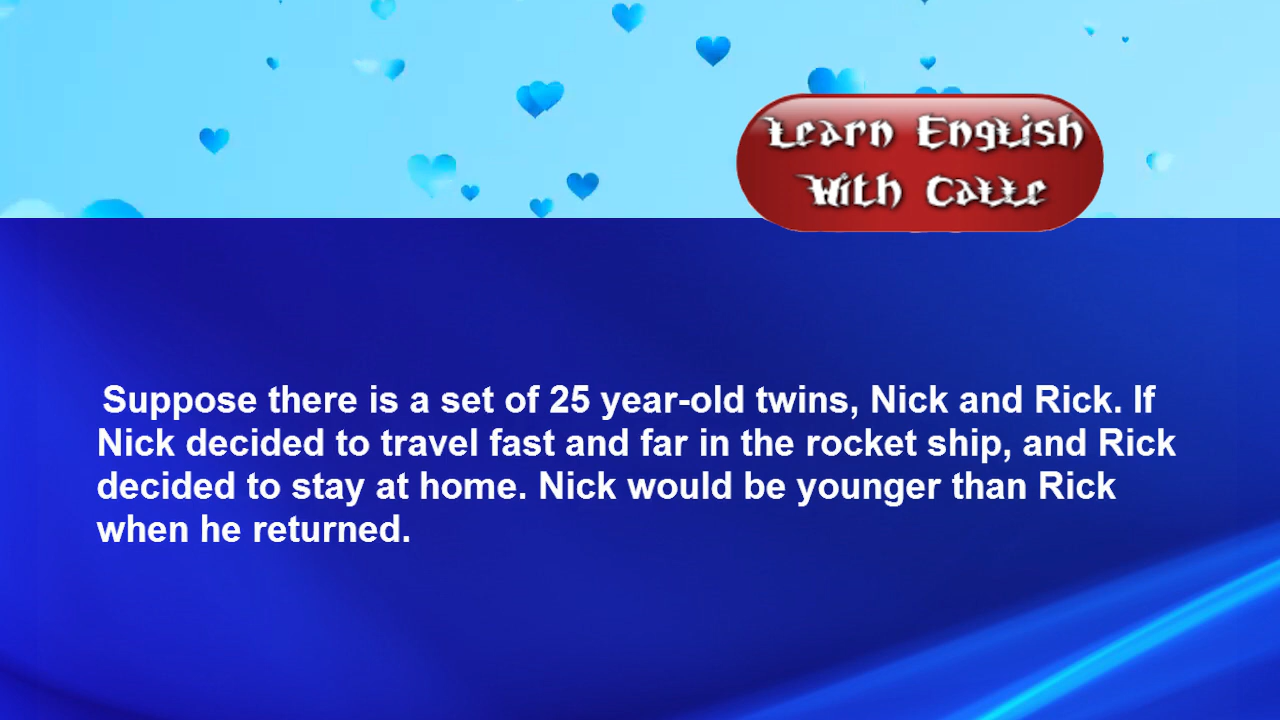 Learn English
With Catte
Suppose there is a set of 25 year-old twins, Nick and Rick. If
Nick decided to travel fast and far in the rocket ship, and Rick
decided to stay at home. Nick would be younger than Rick
when he returned.